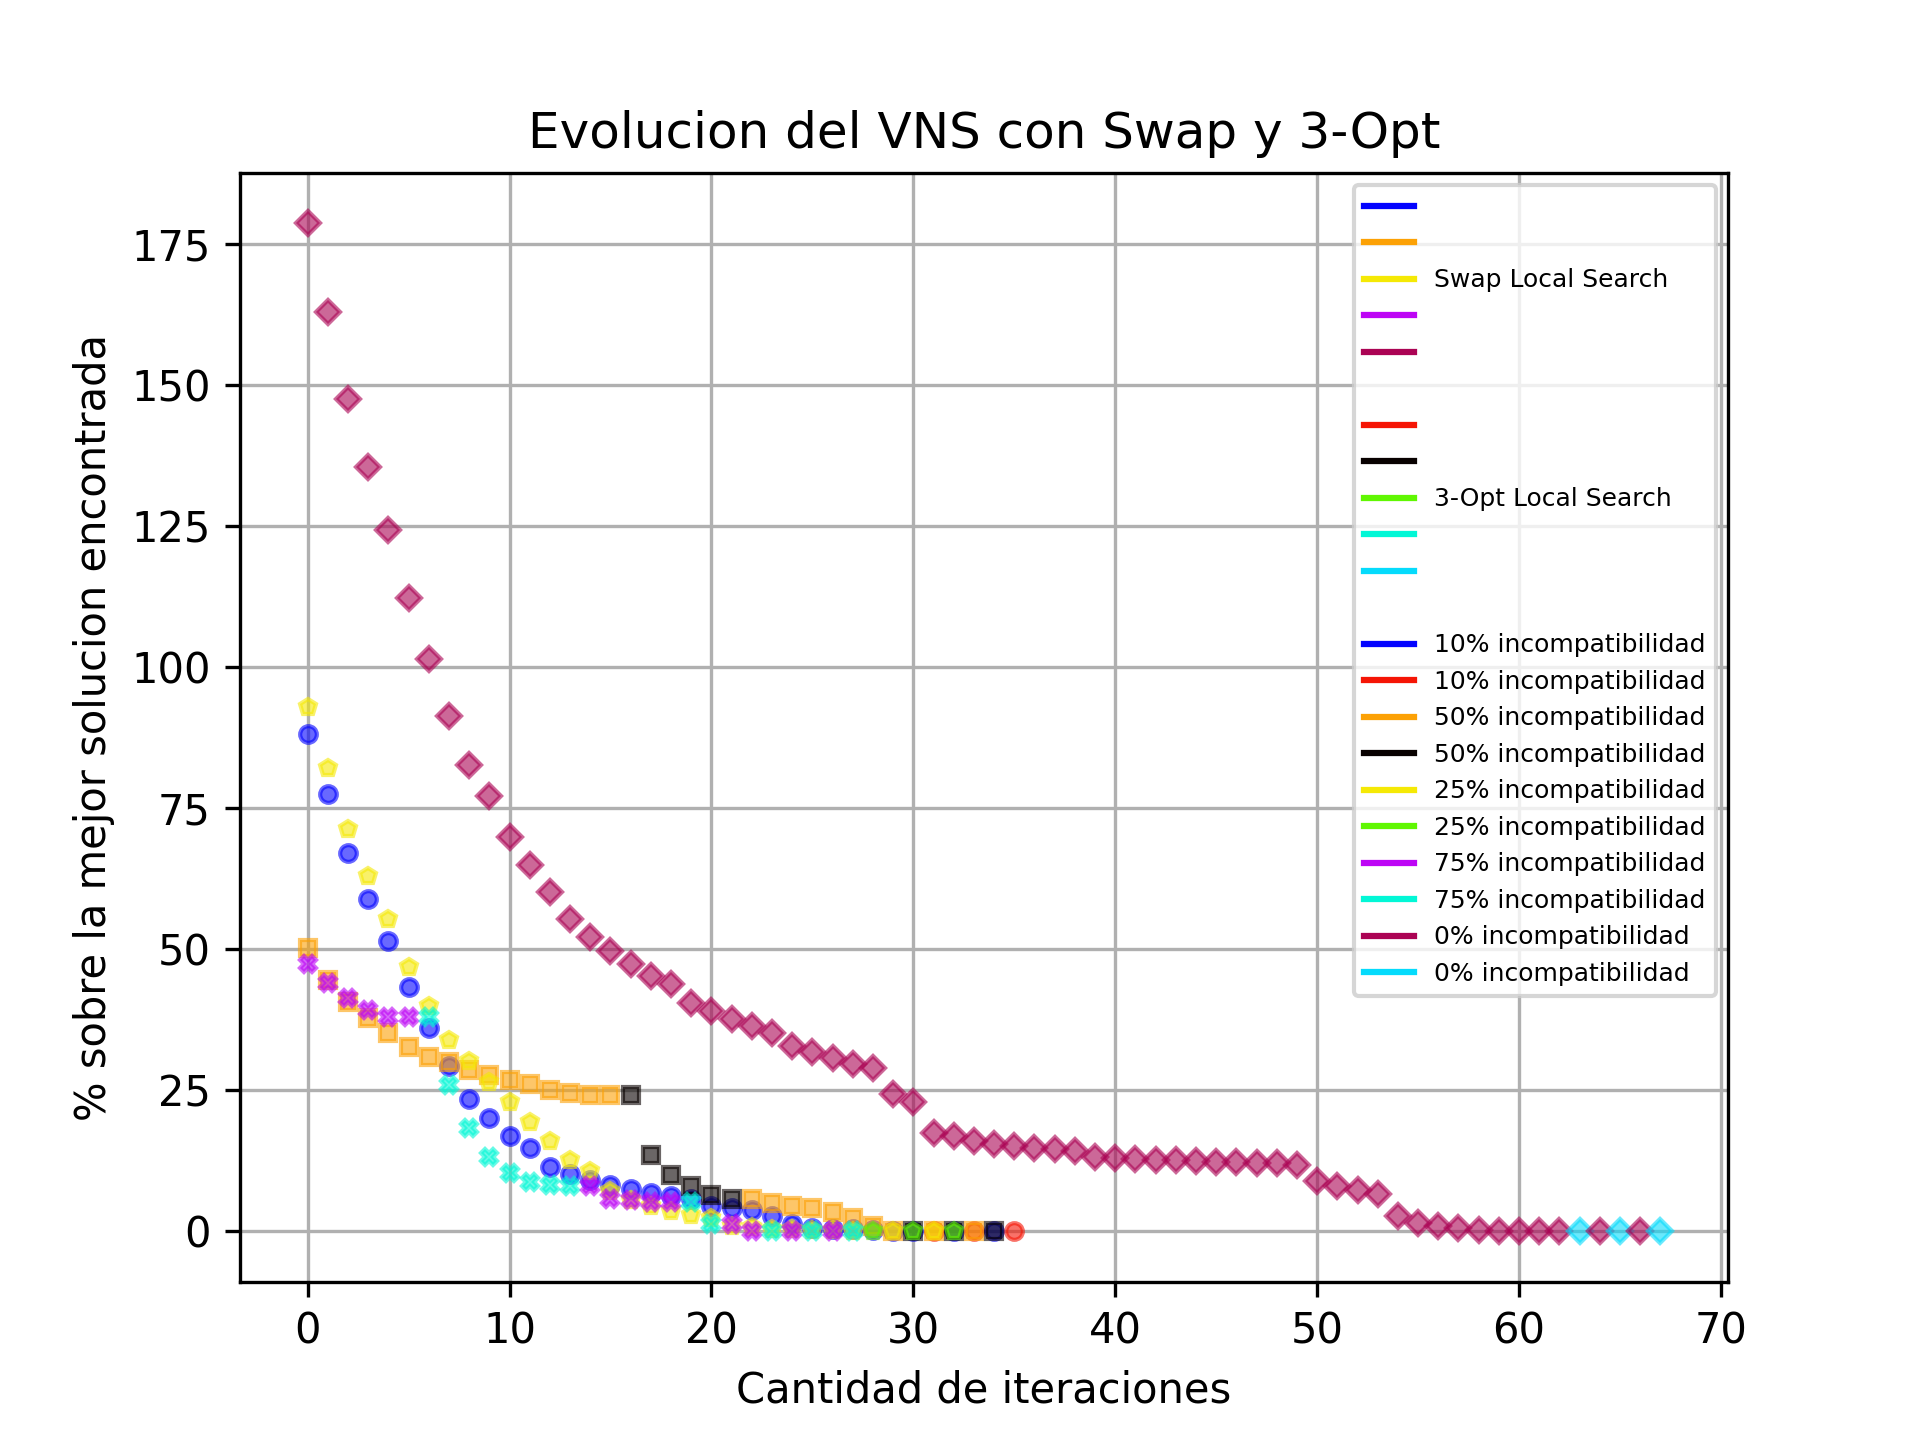 Evolucion del VNS con Swap y 3-Opt
% sobre la mejor solucion encontrada
175
150
125
100
75
50
25
0
Swap Local Search
3-Opt Local Search
10% incompatibilidad
10% incompatibilidad
50% incompatibilidad
50% incompatibilidad
25% incompatibilidad
25% incompatibilidad
75% incompatibilidad
75% incompatibilidad
0% incompatibilidad
0% incompatibilidad
0 10 20 30 40 50 60 70
Cantidad de iteraciones